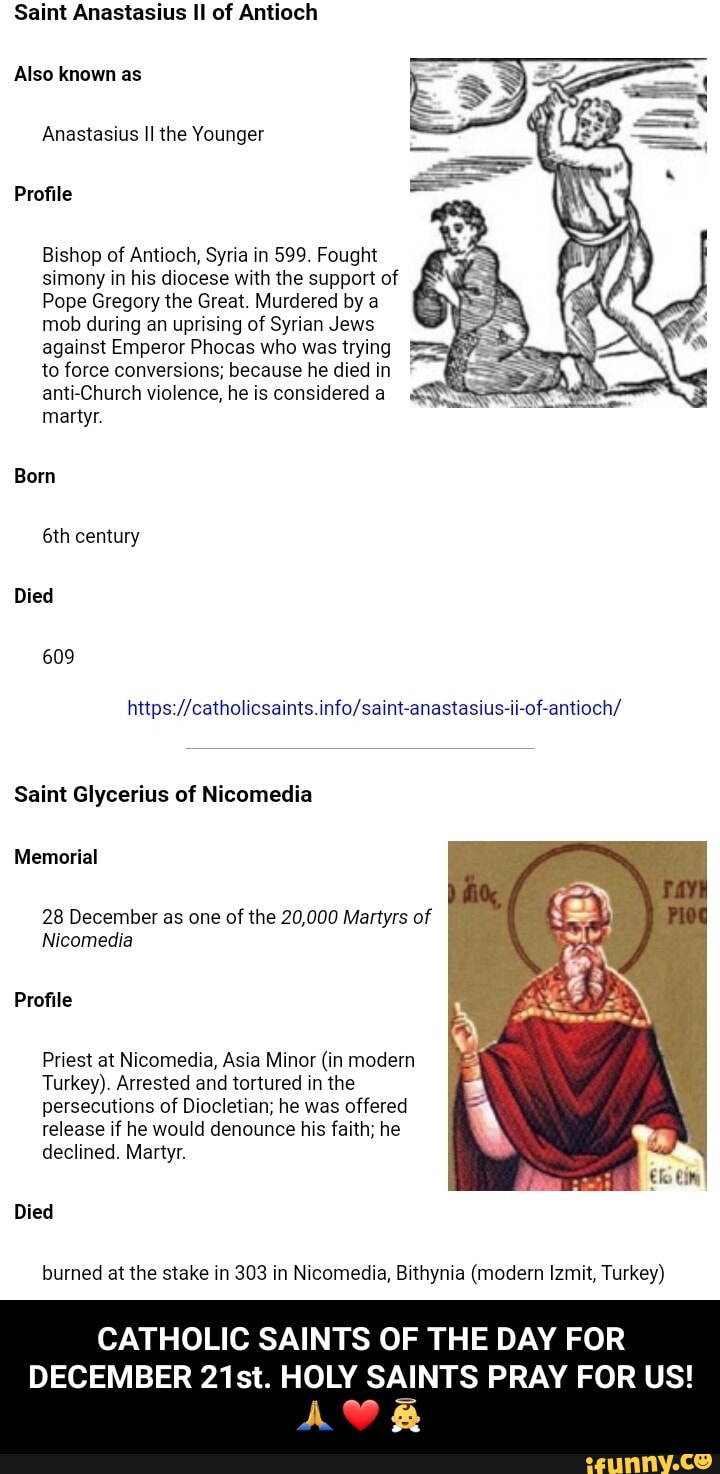 Saint Anastasius II of Antioch
Also known as
Anastasius II the Younger
Profile
Bishop of Antioch, Syria in 599. Fought
simony in his diocese with the support of
Pope Gregory the Great. Murdered by a
mob during an uprising of Syrian Jews
against Emperor Phocas who was trying
to force conversions; because he died in
anti-Church violence, he is considered a
martyr.
Born
6th century
Died
609
https://catholicsaints.info/saint-anastasius-ii-of-antioch/
Saint Glycerius of Nicomedia
Memorial
28 December as one of the 20,000 Martyrs of
Nicomedia
Profile
Priest at Nicomedia, Asia Minor (in modern
Turkey). Arrested and tortured in the
persecutions of Diocletian; he was offered
release if he would denounce his faith; he
declined. Martyr.
Died
burned at the stake in 303 in Nicomedia, Bithynia (modern Izmit, Turkey)
CATHOLIC SAINTS OF THE DAY FOR
DECEMBER 21st. HOLY SAINTS PRAY FOR US!
🙏 ❤️ 👼
ifunny.co